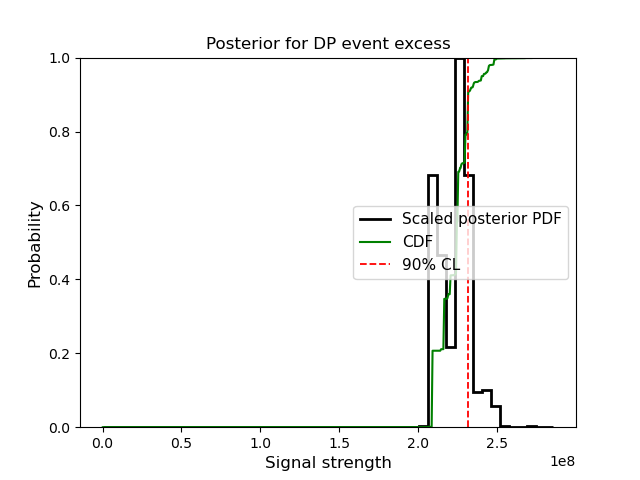 Posterior for DP event excess
Probability
1.0
0.8
0.6
0.4
0.2
0.0
Scaled posterior PDF
CDF
90% CL
0.0 0.5 1.0 1.5 2.0 2.5
1e8
Signal strength